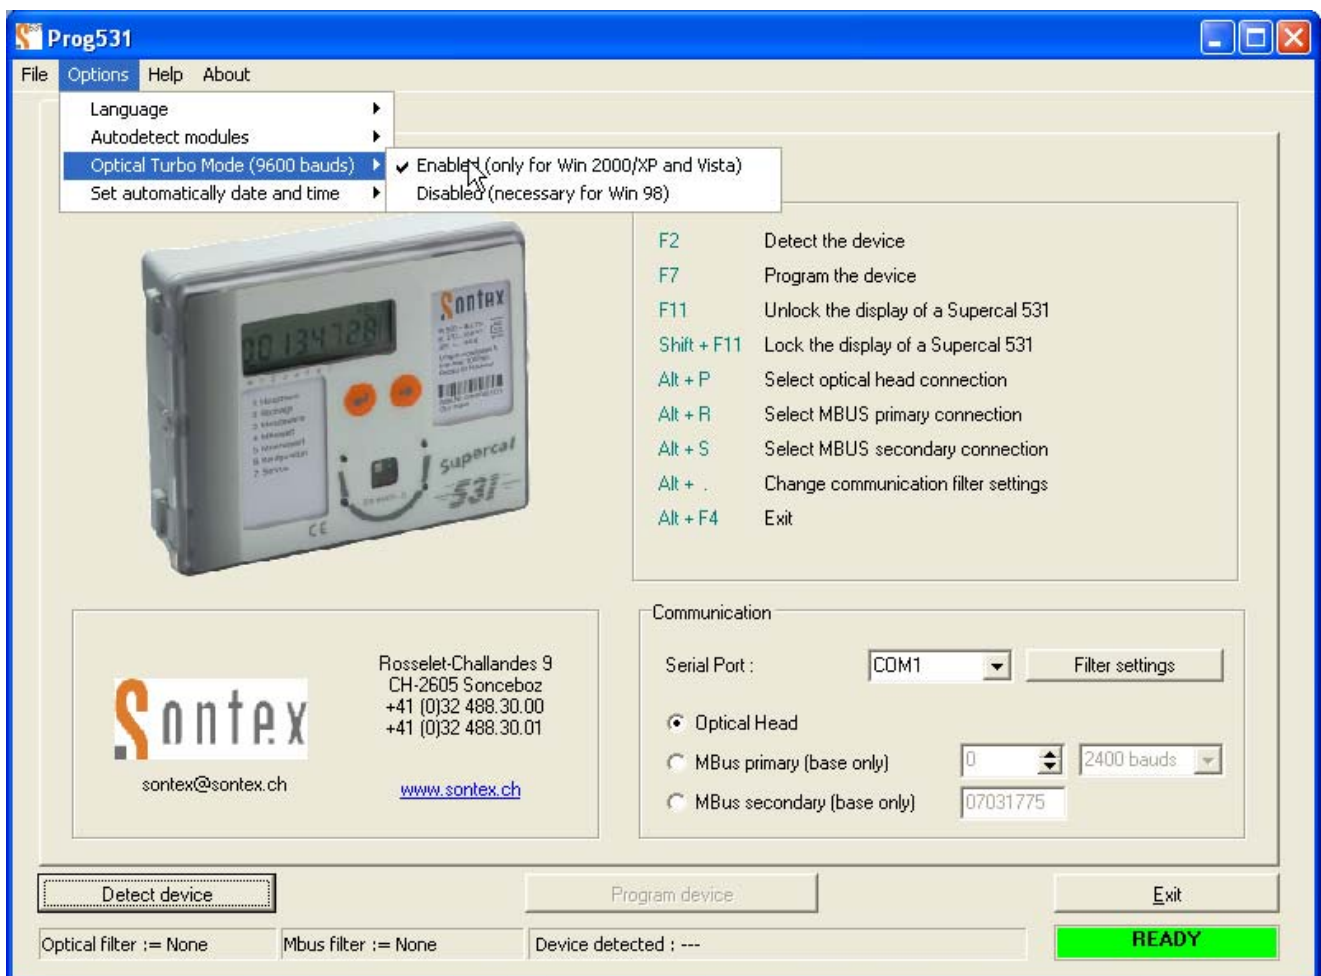 Prog531
File Options Help About
Language
Autodetect modules
Optical Turbo Mode (9600 bauds)
Set automatically date and time
Enabled (only for Win 2000/XP and Vista)
Disabled (necessary for Win 98)
Sontex
Supercal
531
CE
F2 Detect the device
F7 Program the device
F11 Unlock the display of a Supercal 531
Shift + F11 Lock the display of a Supercal 531
Alt + P Select optical head connection
Alt + R Select MBUS primary connection
Alt + S Select MBUS secondary connection
Alt + . Change communication filter settings
Alt + F4 Exit
Sontex
sontex@sontex.ch
Rosselet-Challandes 9
CH-2605 Sonceboz
+41 (0)32 488.30.00
+41 (0)32 488.30.01
www.sontex.ch
Communication
Serial Port : COM1 Filter settings
Optical Head
MBus primary (base only) 0 2400 bauds
MBus secondary (base only) 07031775
Detect device Program device Exit
Optical filter := None Mbus filter := None Device detected : --- READY